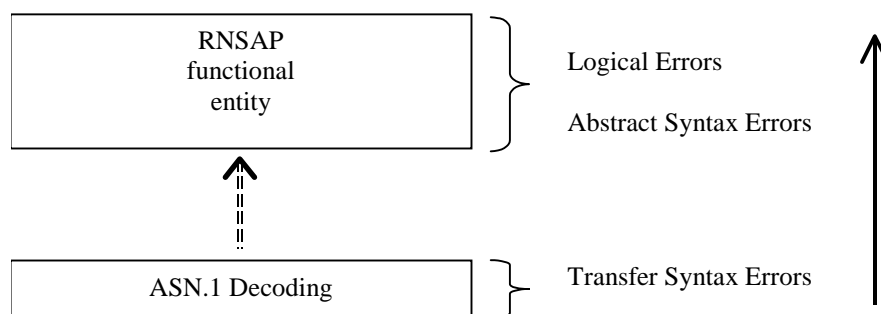 RNSAP
functional
entity
Logical Errors
Abstract Syntax Errors
ASN.1 Decoding
Transfer Syntax Errors